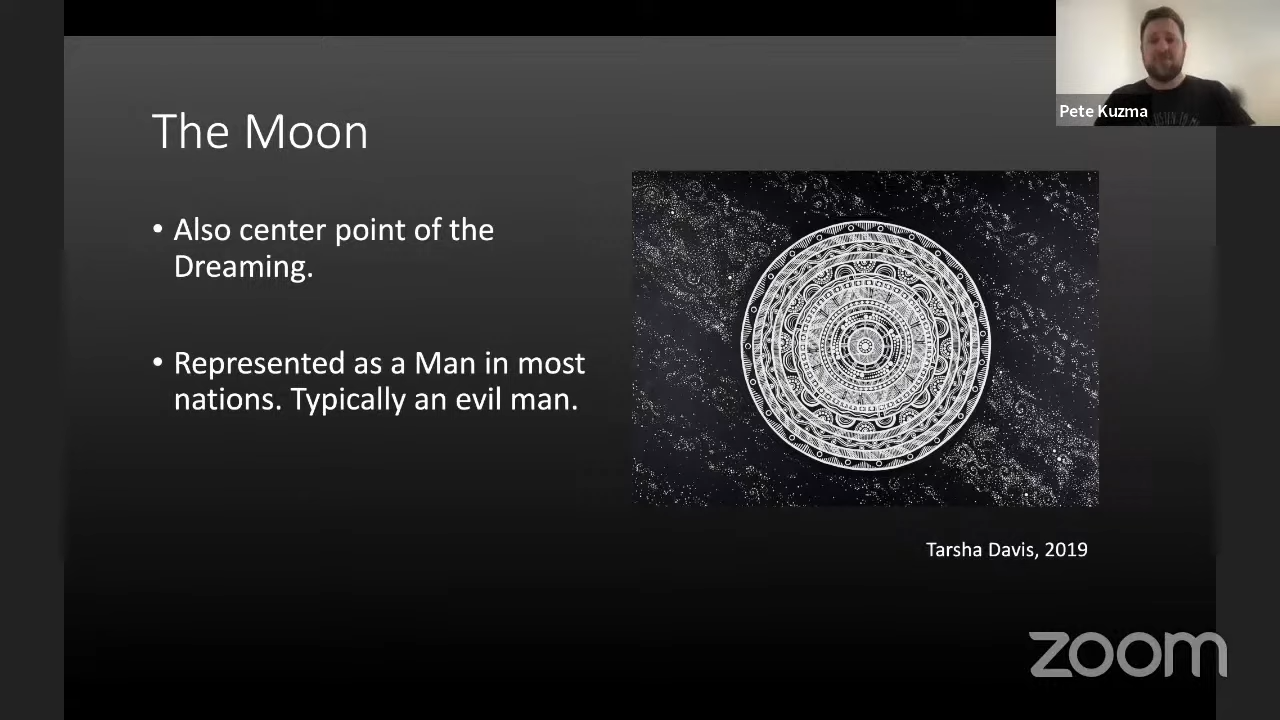 Pete Kuzma
The Moon
• Also center point of the
Dreaming.
• Represented as a Man in most
nations. Typically an evil man.
Tarsha Davis, 2019
zoom